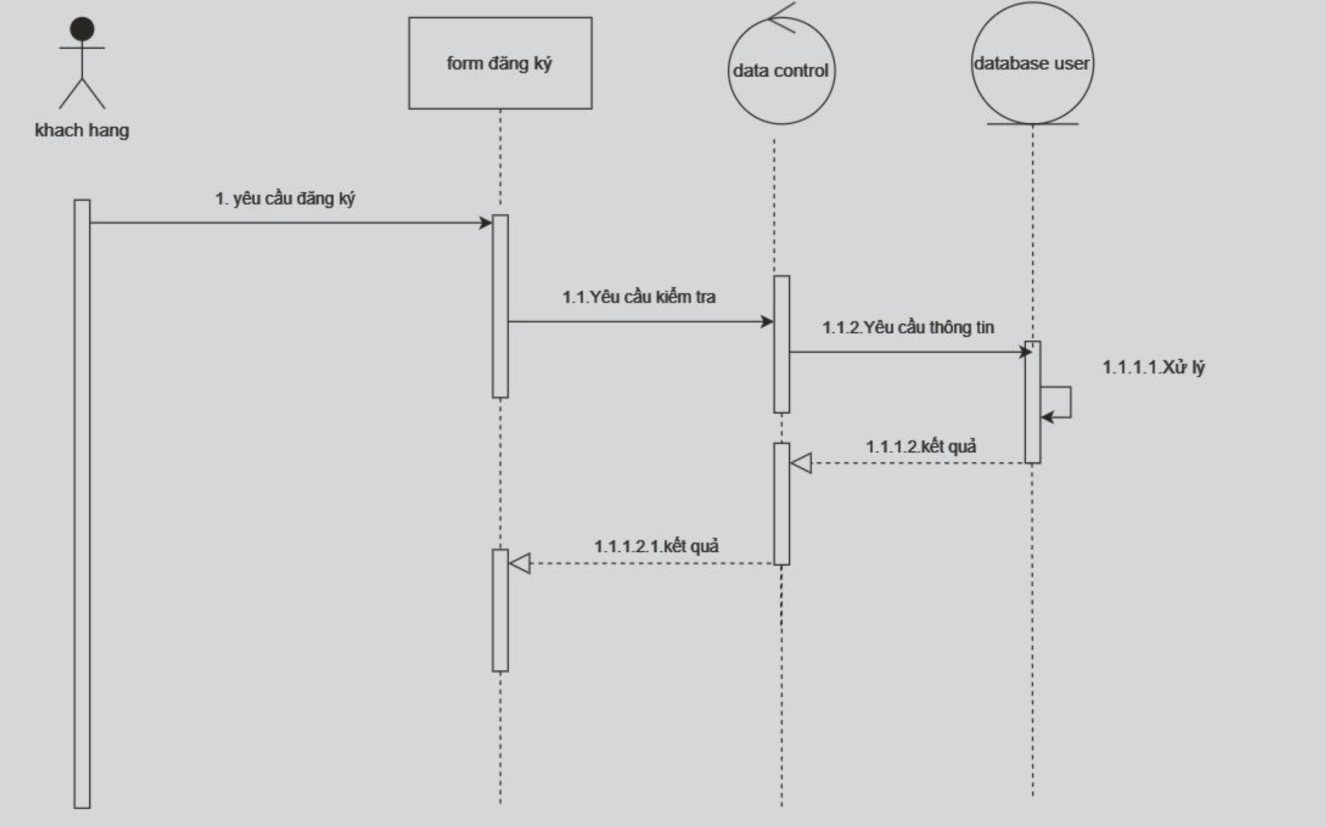 form đăng ký
data control
database user
khach hang
1. yêu cầu đăng ký
1.1.Yêu cầu kiểm tra
1.1.2.Yêu cầu thông tin
1.1.1.1.Xử lý
1.1.1.2.kết quả
1.1.1.2.1.kết quả